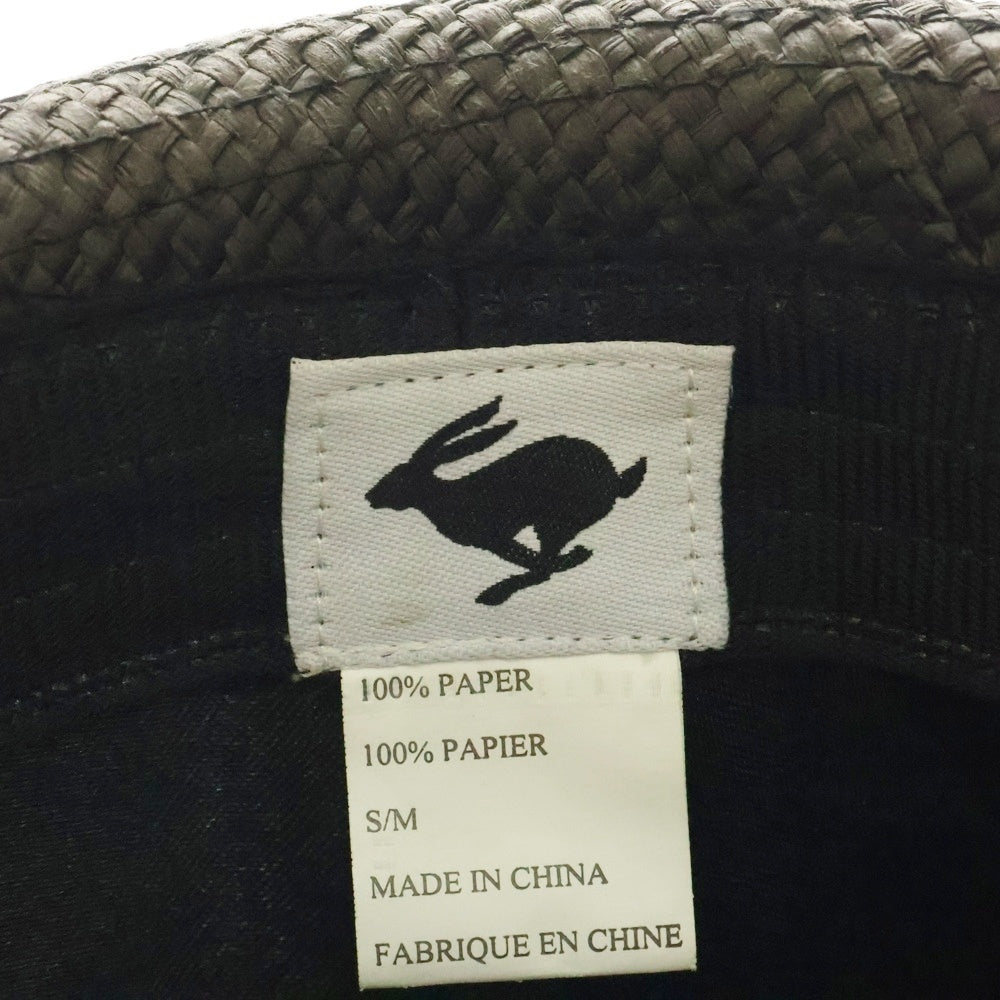 100% PAPER
100% PAPIER
S/M
MADE IN CHINA
FABRIQUE EN CHINE